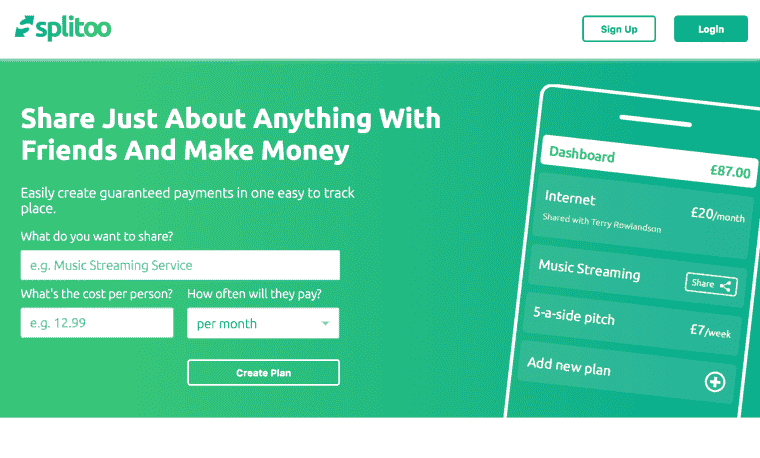 splitoo
Sign Up
Login
Share Just About Anything With
Friends And Make Money
Easily create guaranteed payments in one easy to track
place.
What do you want to share?
e.g. Music Streaming Service
What's the cost per person?
How often will they pay?
e.g. 12.99
per month
Create Plan
Dashboard
£87.00
Internet
£20/month
Shared with Terry Rowlandson
Music Streaming
Share
5-a-side pitch
£7/week
Add new plan